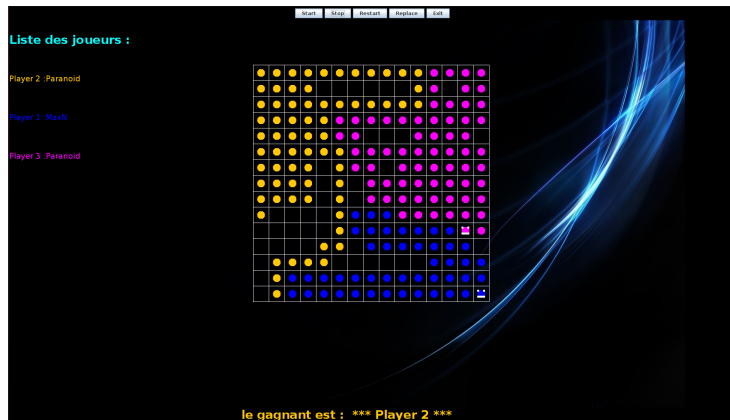 Start Stop Restart Replace Exit
Liste des joueurs :
Player 2 :Paranoid
Player 1 :MaxN
Player 3 :Paranoid
le gagnant est : *** Player 2 ***